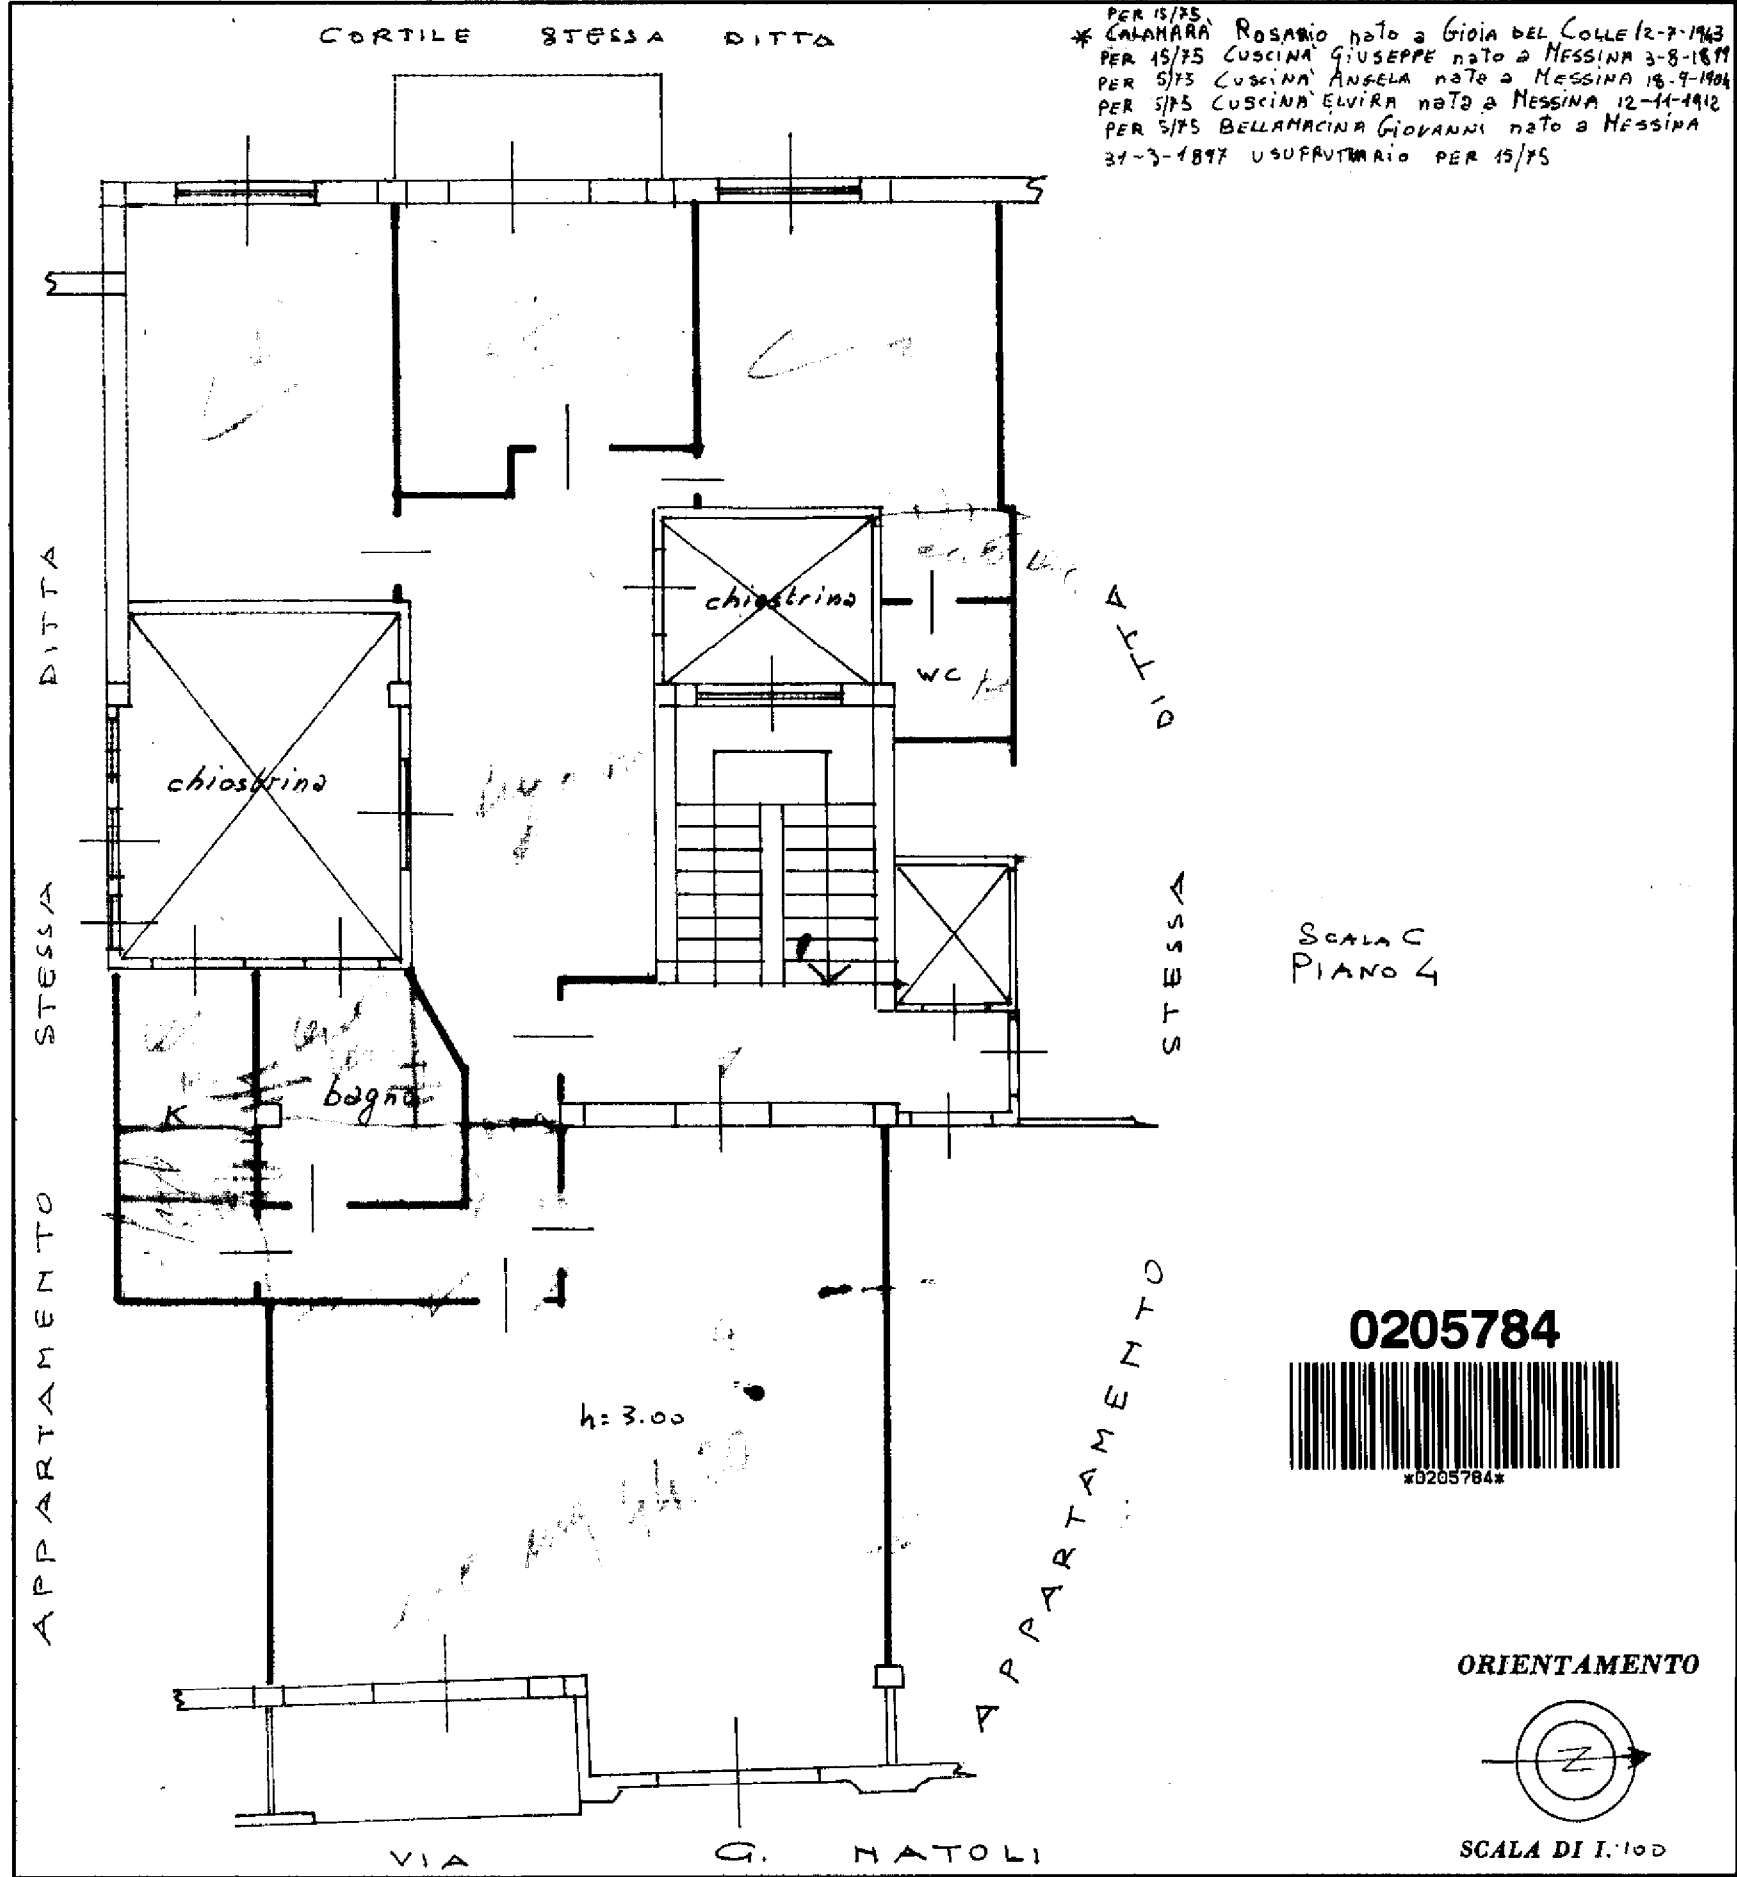 CORTILE STESSA DITTA
PER 15/75
* CALAMARÀ Rosario nato a Gioia DEL COLLE 12-7-1943
PER 15/75 CUSCINÀ GIUSEPPE nato a MESSINA 3-8-1899
PER 5/75 CUSCINÀ ANGELA nata a MESSINA 18-9-1904
PER 5/75 CUSCINÀ ELVIRA nata a MESSINA 12-11-1912
PER 5/75 BELLAMACINA GIOVANNI nato a MESSINA
31-3-1897 USUFRUTTUARIO PER 15/75
chiostrina
WC
chiostrina
APPARTAMENTO STESSA DITTA
APPARTAMENTO STESSA DITTA
SCALA C
PIANO 4
K
bagno
h=3.00
0205784
*0205784*
ORIENTAMENTO
N
SCALA DI 1:100
VIA G. NATOLI